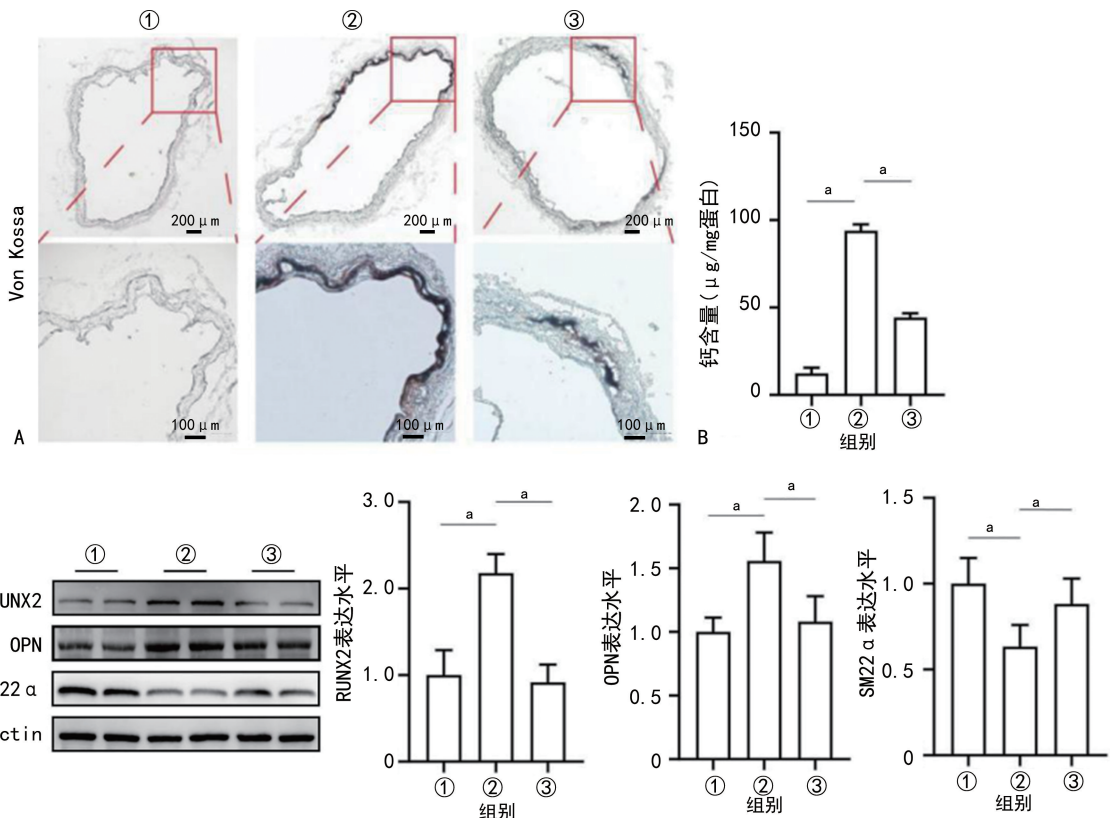 ① ② ③
Von Kossa
200 μm 200 μm 200 μm
100 μm 100 μm 100 μm
A
钙含量(μg/mg蛋白)
150
100
50
0
a a
① ② ③
组别
B
① ② ③
UNX2
OPN
22α
ctin
RUNX2表达水平
3.0
2.0
1.0
0
a a
① ② ③
组别
OPN表达水平
2.0
1.5
1.0
0.5
0
a a
① ② ③
组别
SM22α表达水平
1.5
1.0
0.5
0
a a
① ② ③
组别